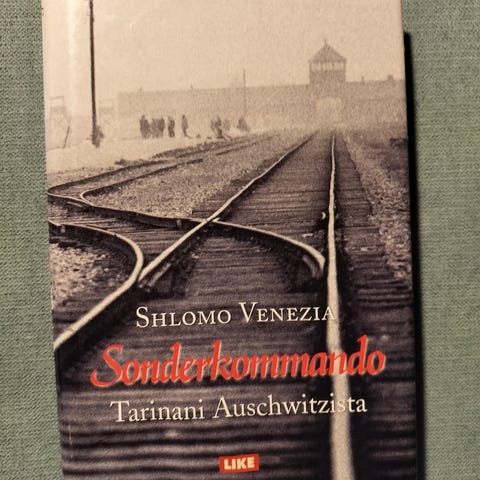 SHLOMO VENEZIA
Sonderkommando
Tarinani Auschwitzista
LIKE